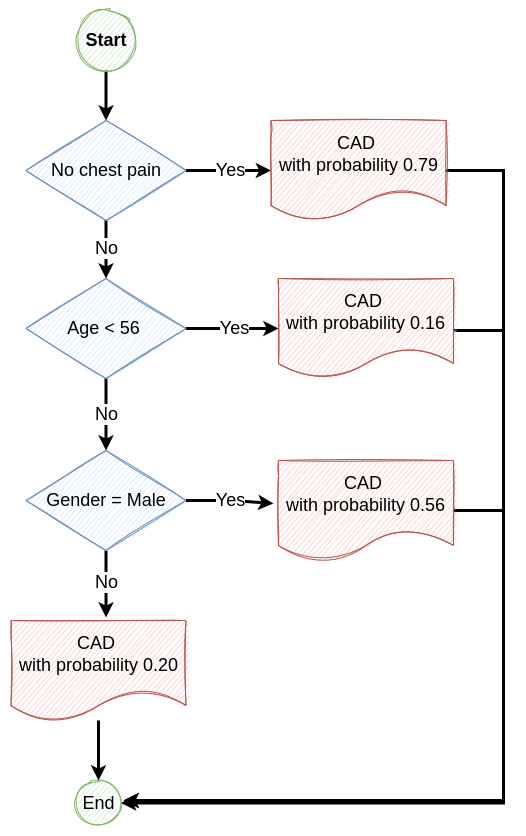 Start
No chest pain
Yes
CAD
with probability 0.79
No
Age < 56
Yes
CAD
with probability 0.16
No
Gender = Male
Yes
CAD
with probability 0.56
No
CAD
with probability 0.20
End